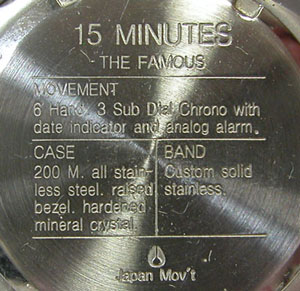 15 MINUTES
THE FAMOUS
MOVEMENT
6 Hand, 3 Sub Dial Chrono with
date indicator and analog alarm.
CASE
200 M. all stain-
less steel. raised
bezel. hardened
mineral crystal.
BAND
Custom solid
stainless.
Japan Mov't